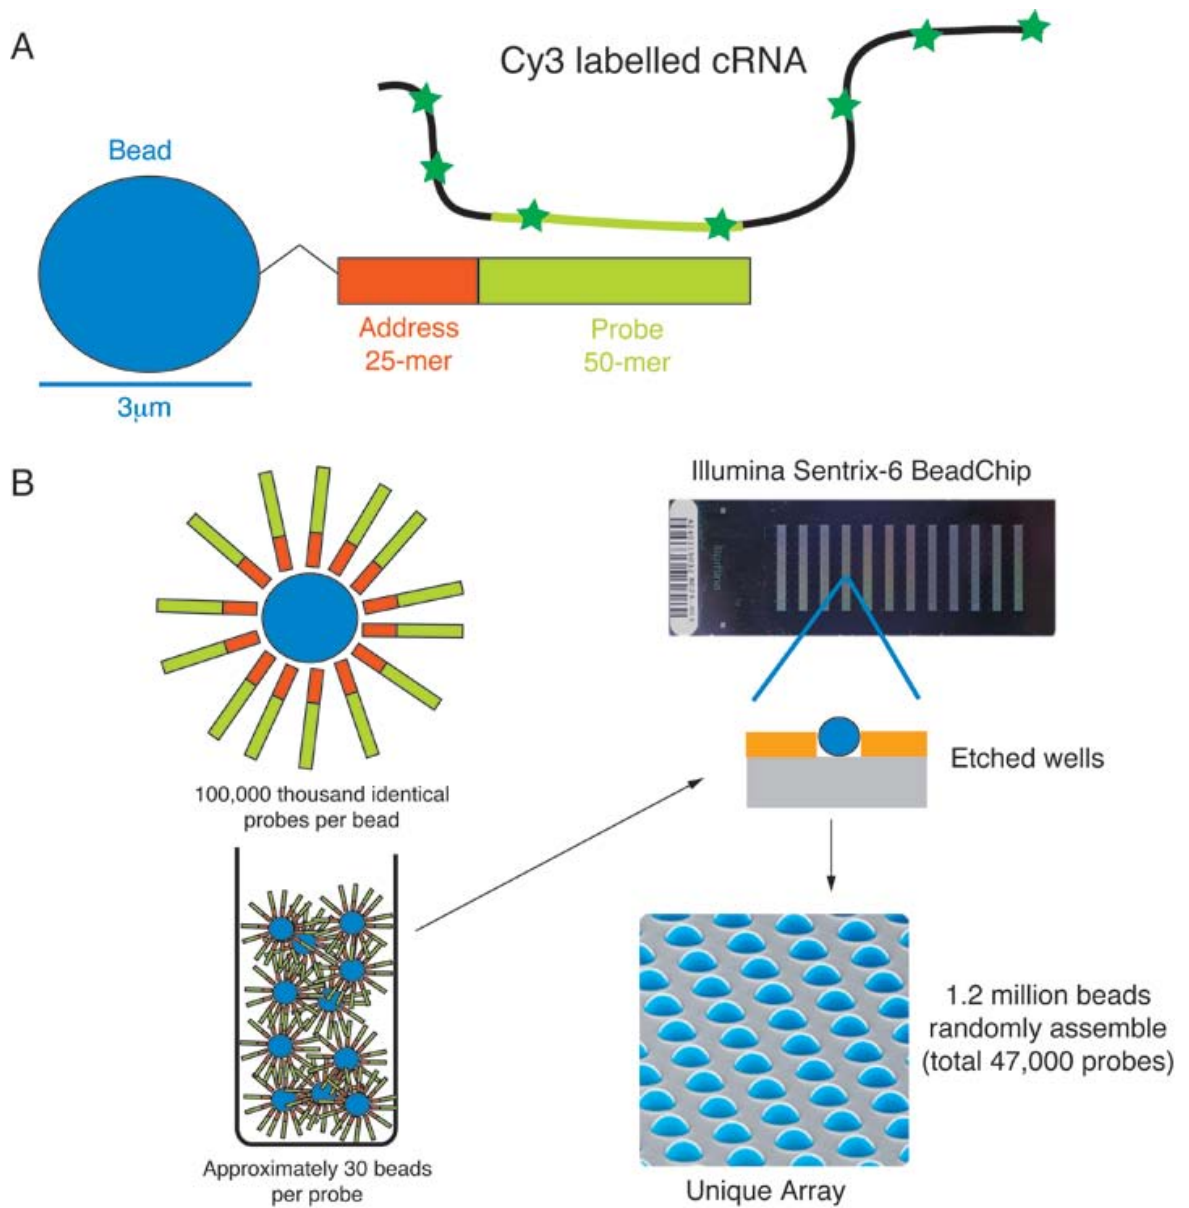 A
Cy3 labelled cRNA
Bead
Address
25-mer
Probe
50-mer
3μm
B
Illumina Sentrix-6 BeadChip
100,000 thousand identical
probes per bead
Etched wells
Approximately 30 beads
per probe
1.2 million beads
randomly assemble
(total 47,000 probes)
Unique Array